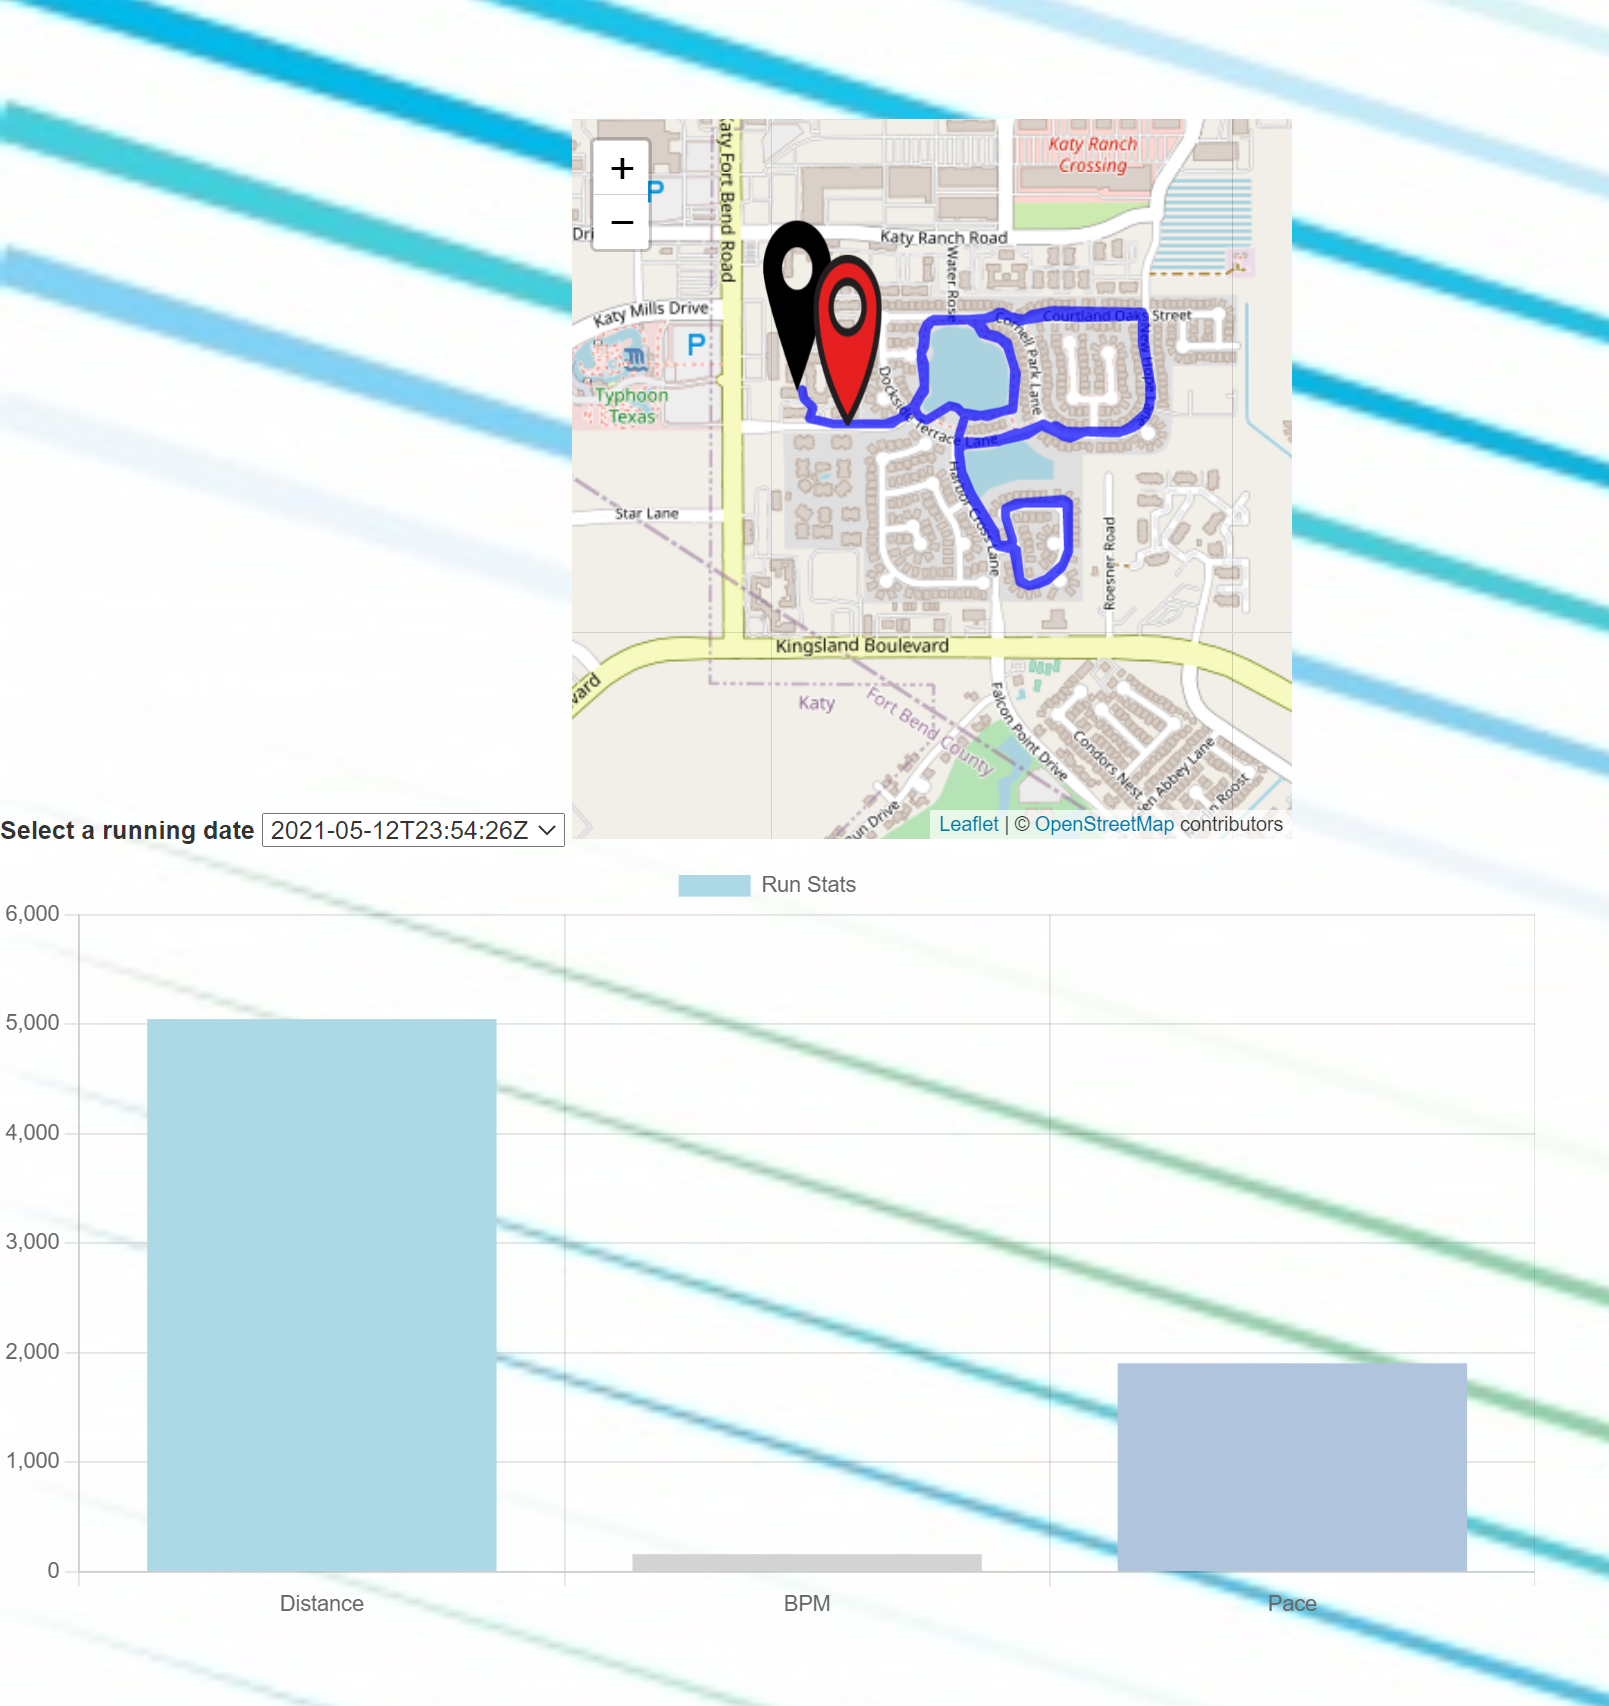 +
−
P
Katy Fort Bend Road
Katy Ranch
Crossing
Katy Ranch Road
Water Rose
Katy Mills Drive
P
Courtland Oaks Street
Cornell Park Lane
New Hope Lane
Typhoon
Texas
Dockside Terrace Lane
Harbor Cross Lane
Star Lane
Roesner Road
Kingsland Boulevard
Katy
Fort Bend County
Falcon Point Drive
Condors Nest
Abbey Lane
Roost
Drive
Leaflet | © OpenStreetMap contributors
Select a running date 2021-05-12T23:54:26Z
Run Stats
6,000
5,000
4,000
3,000
2,000
1,000
0
Distance BPM Pace